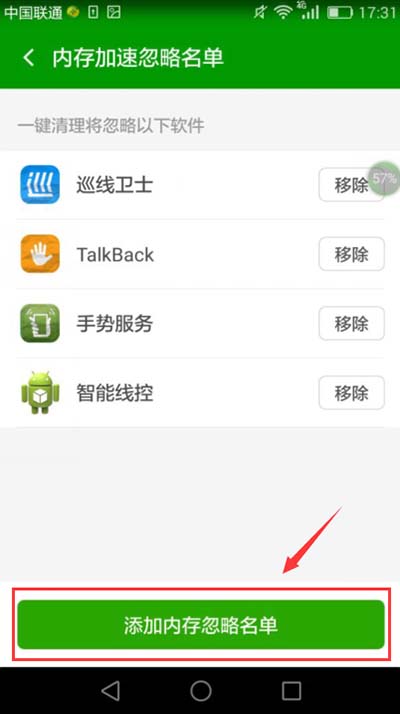 中国联通 4G 17:31
内存加速忽略名单
一键清理将忽略以下软件
巡线卫士 移除 57%
TalkBack 移除
手势服务 移除
智能线控 移除
添加内存忽略名单